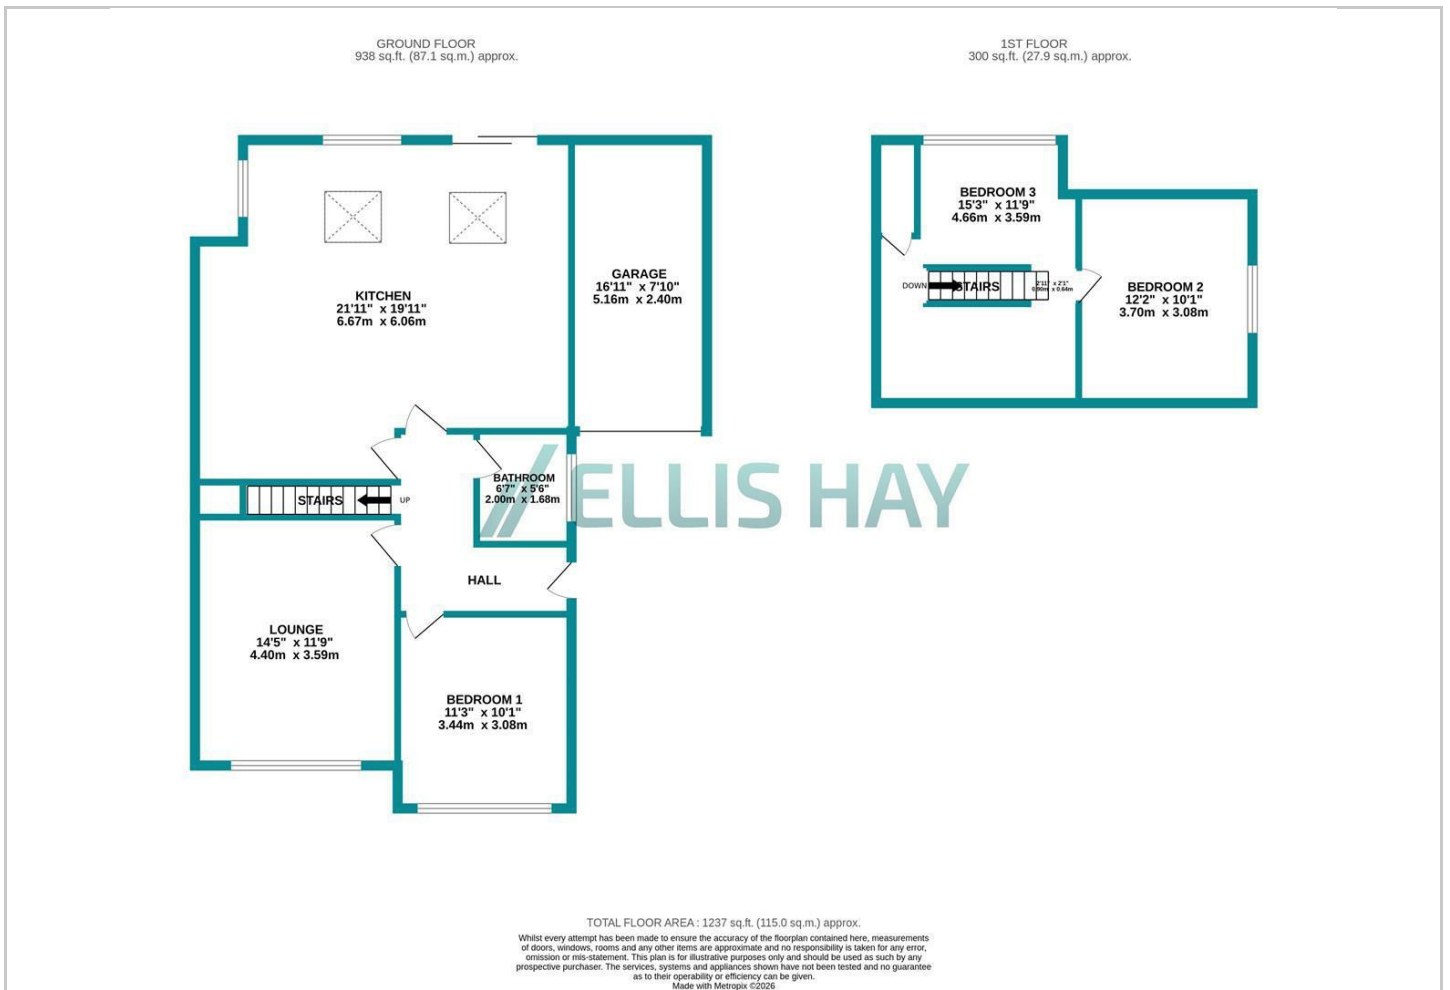 GROUND FLOOR
938 sq.ft. (87.1 sq.m.) approx.
1ST FLOOR
300 sq.ft. (27.9 sq.m.) approx.
KITCHEN
21'11" x 19'11"
6.67m x 6.06m
GARAGE
16'11" x 7'10"
5.16m x 2.40m
BEDROOM 3
15'3" x 11'9"
4.66m x 3.59m
DOWN
STAIRS
2'11" x 2'1"
0.90m x 0.64m
BEDROOM 2
12'2" x 10'1"
3.70m x 3.08m
BATHROOM
6'7" x 5'6"
2.00m x 1.68m
STAIRS
UP
ELLIS HAY
HALL
LOUNGE
14'5" x 11'9"
4.40m x 3.59m
BEDROOM 1
11'3" x 10'1"
3.44m x 3.08m
TOTAL FLOOR AREA : 1237 sq.ft. (115.0 sq.m.) approx.
Whilst every attempt has been made to ensure the accuracy of the floorplan contained here, measurements
of doors, windows, rooms and any other items are approximate and no responsibility is taken for any error,
omission or mis-statement. This plan is for illustrative purposes only and should be used as such by any
prospective purchaser. The services, systems and appliances shown have not been tested and no guarantee
as to their operability or efficiency can be given.
Made with Metropix ©2026